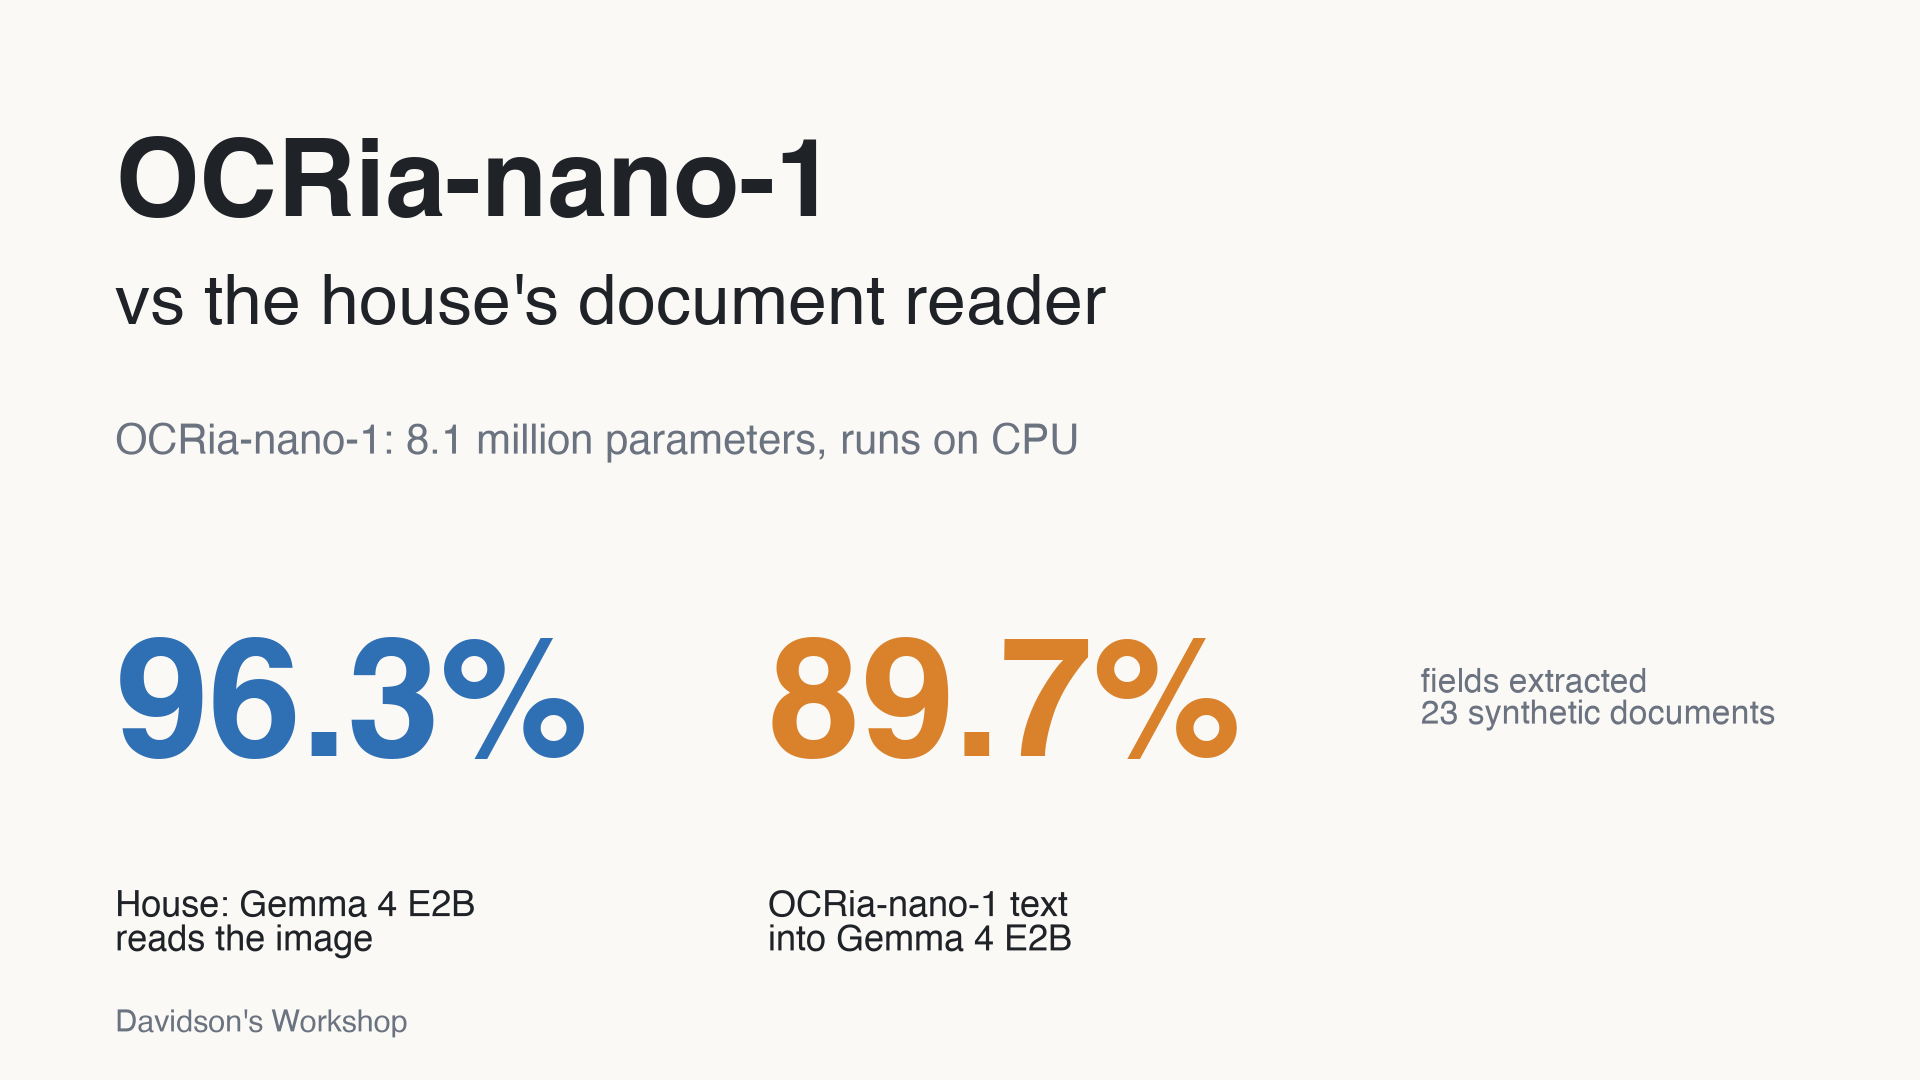 OCRia-nano-1
vs the house's document reader
OCRia-nano-1: 8.1 million parameters, runs on CPU
96.3%
89.7%
fields extracted
23 synthetic documents
House: Gemma 4 E2B
reads the image
OCRia-nano-1 text
into Gemma 4 E2B
Davidson's Workshop